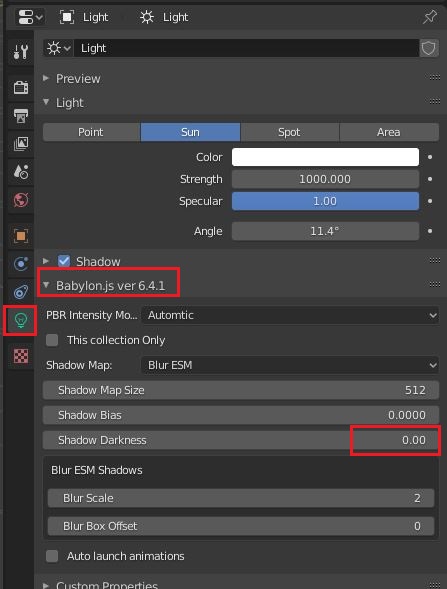 Light Light
Light
Preview
Light
Point Sun Spot Area
Color
Strength 1000.000
Specular 1.00
Angle 11.4°
Shadow
Babylon.js ver 6.4.1
PBR Intensity Mo... Automtic
This collection Only
Shadow Map: Blur ESM
Shadow Map Size 512
Shadow Bias 0.0000
Shadow Darkness 0.00
Blur ESM Shadows
Blur Scale 2
Blur Box Offset 0
Auto launch animations
Custom Properties